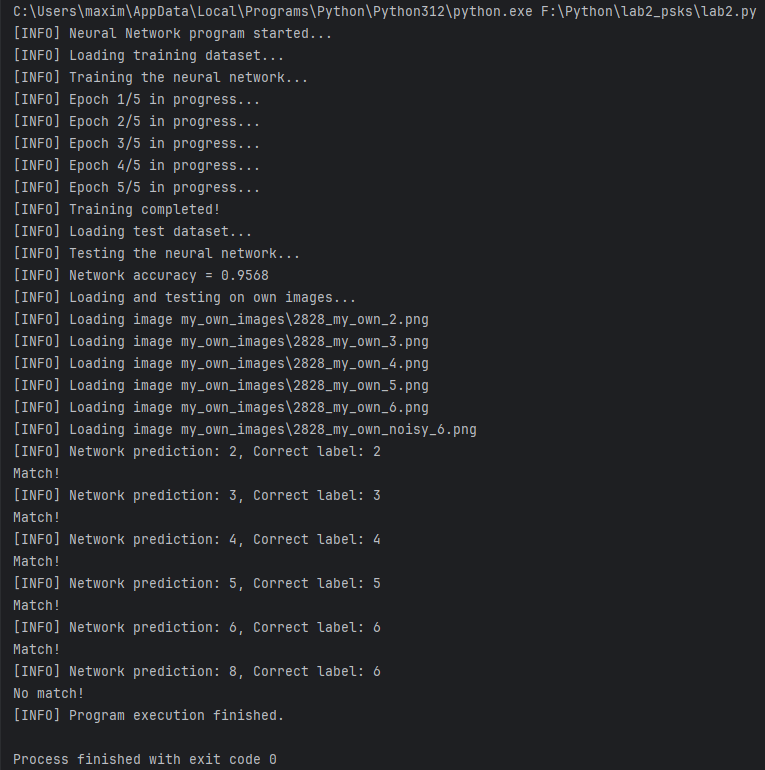 C:\Users\maxim\AppData\Local\Programs\Python\Python312\python.exe F:\Python\lab2_psks\lab2.py
[INFO] Neural Network program started...
[INFO] Loading training dataset...
[INFO] Training the neural network...
[INFO] Epoch 1/5 in progress...
[INFO] Epoch 2/5 in progress...
[INFO] Epoch 3/5 in progress...
[INFO] Epoch 4/5 in progress...
[INFO] Epoch 5/5 in progress...
[INFO] Training completed!
[INFO] Loading test dataset...
[INFO] Testing the neural network...
[INFO] Network accuracy = 0.9568
[INFO] Loading and testing on own images...
[INFO] Loading image my_own_images\2828_my_own_2.png
[INFO] Loading image my_own_images\2828_my_own_3.png
[INFO] Loading image my_own_images\2828_my_own_4.png
[INFO] Loading image my_own_images\2828_my_own_5.png
[INFO] Loading image my_own_images\2828_my_own_6.png
[INFO] Loading image my_own_images\2828_my_own_noisy_6.png
[INFO] Network prediction: 2, Correct label: 2
Match!
[INFO] Network prediction: 3, Correct label: 3
Match!
[INFO] Network prediction: 4, Correct label: 4
Match!
[INFO] Network prediction: 5, Correct label: 5
Match!
[INFO] Network prediction: 6, Correct label: 6
Match!
[INFO] Network prediction: 8, Correct label: 6
No match!
[INFO] Program execution finished.
Process finished with exit code 0